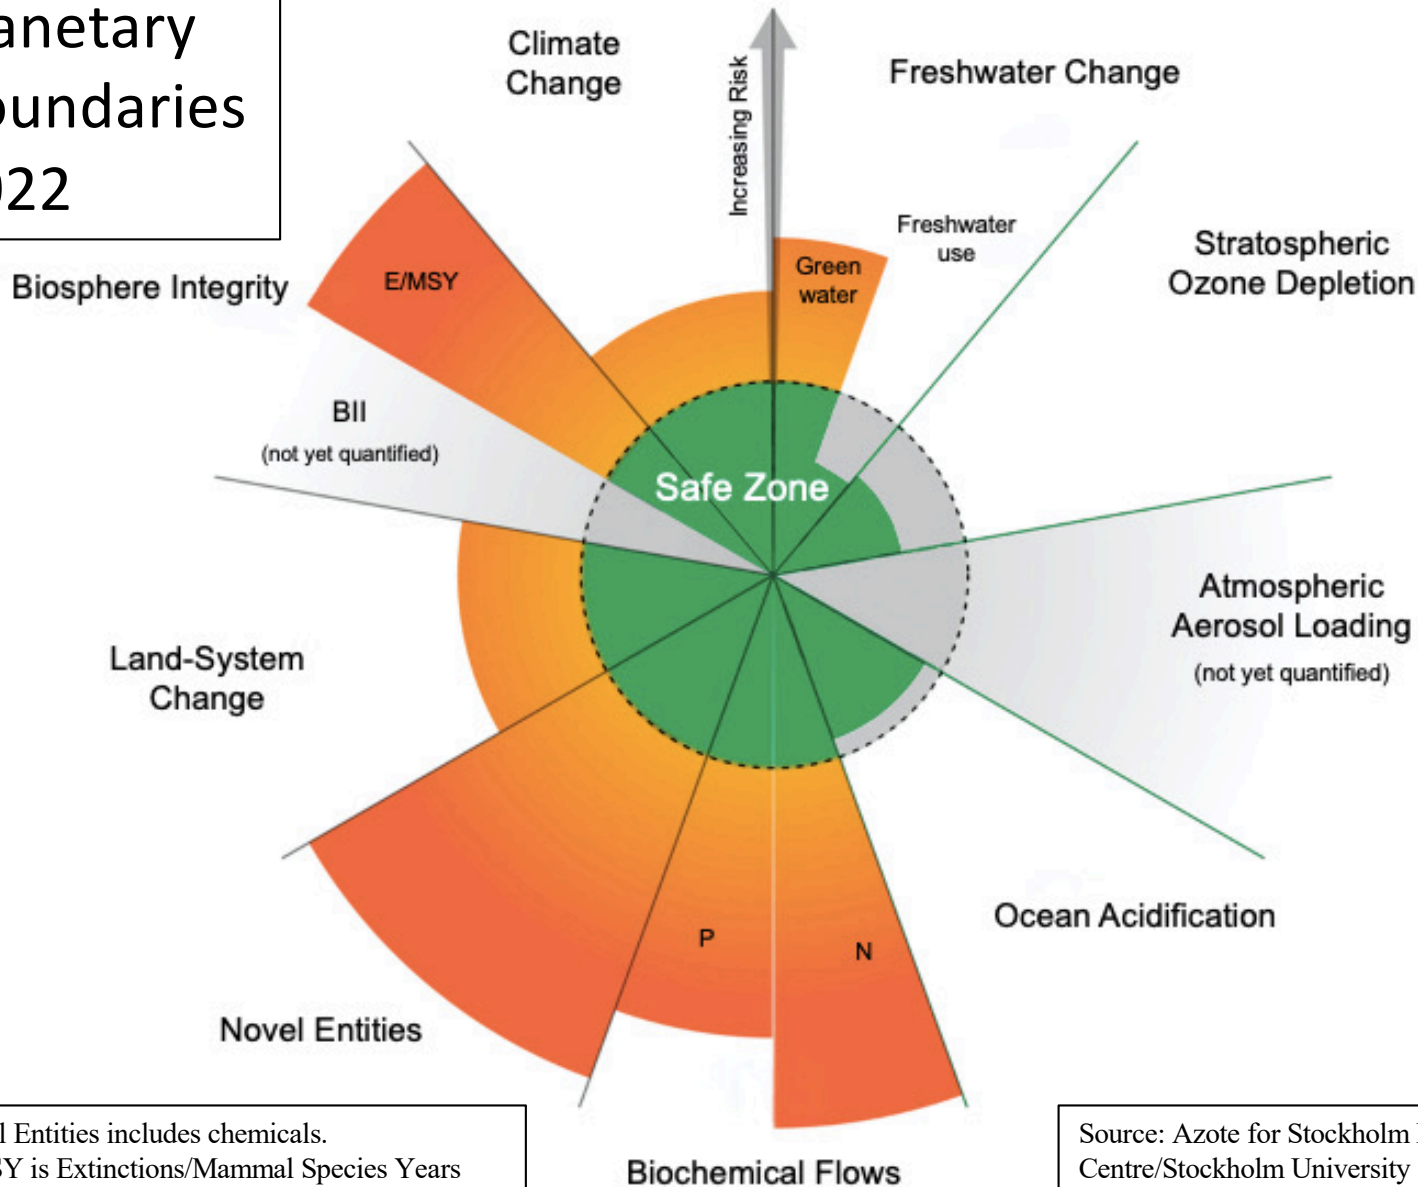 anetary
oundaries
022
Climate
Change
Increasing Risk
Freshwater Change
Freshwater
use
Green
water
Stratospheric
Ozone Depletion
Biosphere Integrity
E/MSY
BII
(not yet quantified)
Safe Zone
Atmospheric
Aerosol Loading
(not yet quantified)
Land-System
Change
Ocean Acidification
P
N
Novel Entities
Biochemical Flows
l Entities includes chemicals.
SY is Extinctions/Mammal Species Years
Source: Azote for Stockholm
Centre/Stockholm University